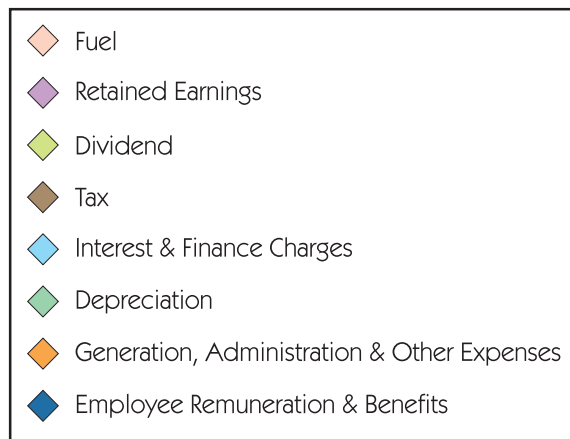 Fuel
Retained Earnings
Dividend
Tax
Interest & Finance Charges
Depreciation
Generation, Administration & Other Expenses
Employee Remuneration & Benefits